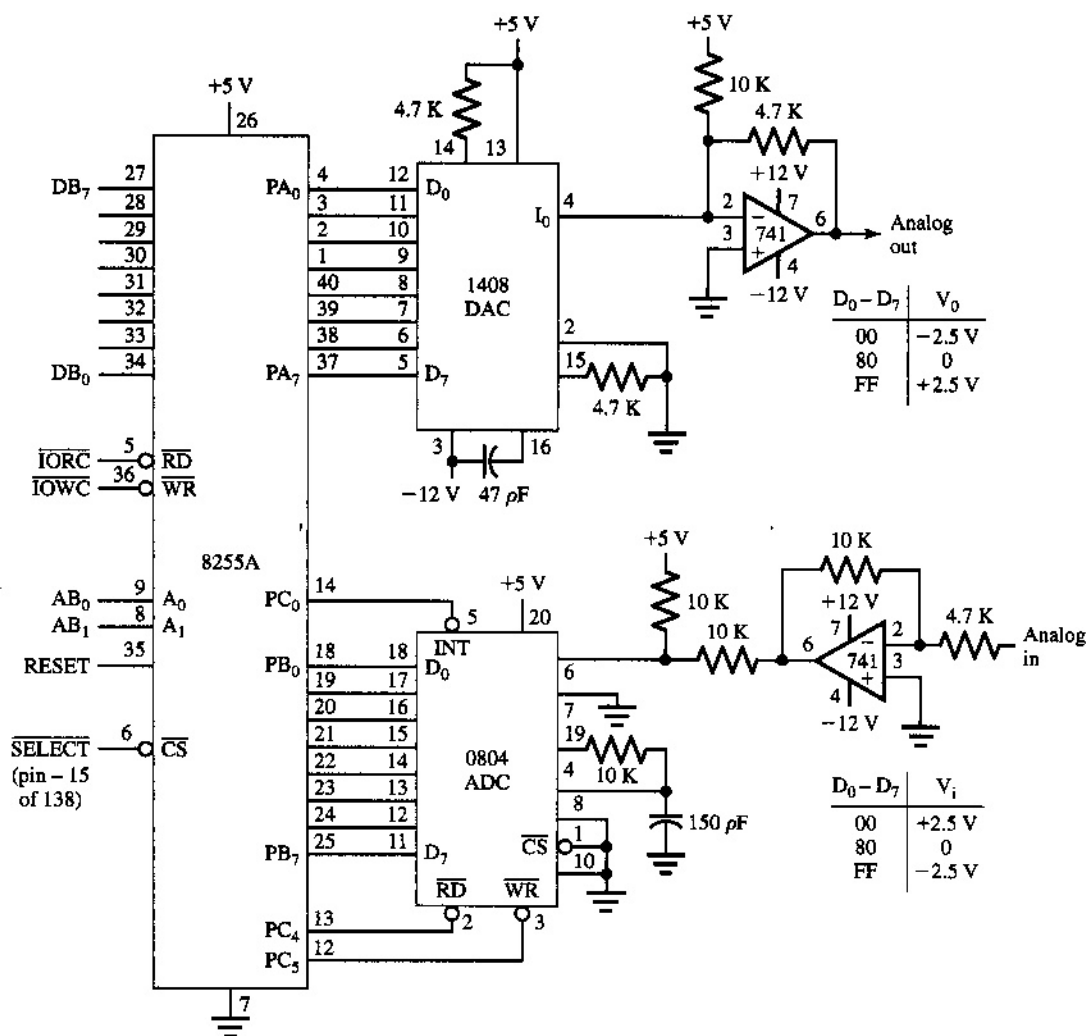 +5 V
26
27
DB7
28
29
30
31
32
33
34
DB0
5
IORC
RD
36
IOWC
WR
8255A
9
AB0
A0
8
AB1
A1
35
RESET
6
SELECT
CS
(pin – 15
of 138)
7
PA0
4
3
2
1
40
39
38
37
PA7
12
11
10
9
8
7
6
5
D0
D7
+5 V
4.7 K
14
13
1408
DAC
I0
4
2
15
4.7 K
3
16
−12 V
47 ρF
+5 V
10 K
4.7 K
+12 V
7
2
−
741
3
+
6
4
−12 V
Analog
out
D0 – D7 V0
00 −2.5 V
80 0
FF +2.5 V
PC0
14
5
INT
+5 V
20
PB0
18
19
20
21
22
23
24
25
PB7
18
17
16
15
14
13
12
11
D0
D7
0804
ADC
6
7
19
10 K
4
8
CS
1
10
150 ρF
RD
WR
2
3
PC4
13
PC5
12
+5 V
10 K
10 K
10 K
+12 V
7
6
741
−
2
+
3
4
−12 V
4.7 K
Analog
in
D0 – D7 Vi
00 +2.5 V
80 0
FF −2.5 V